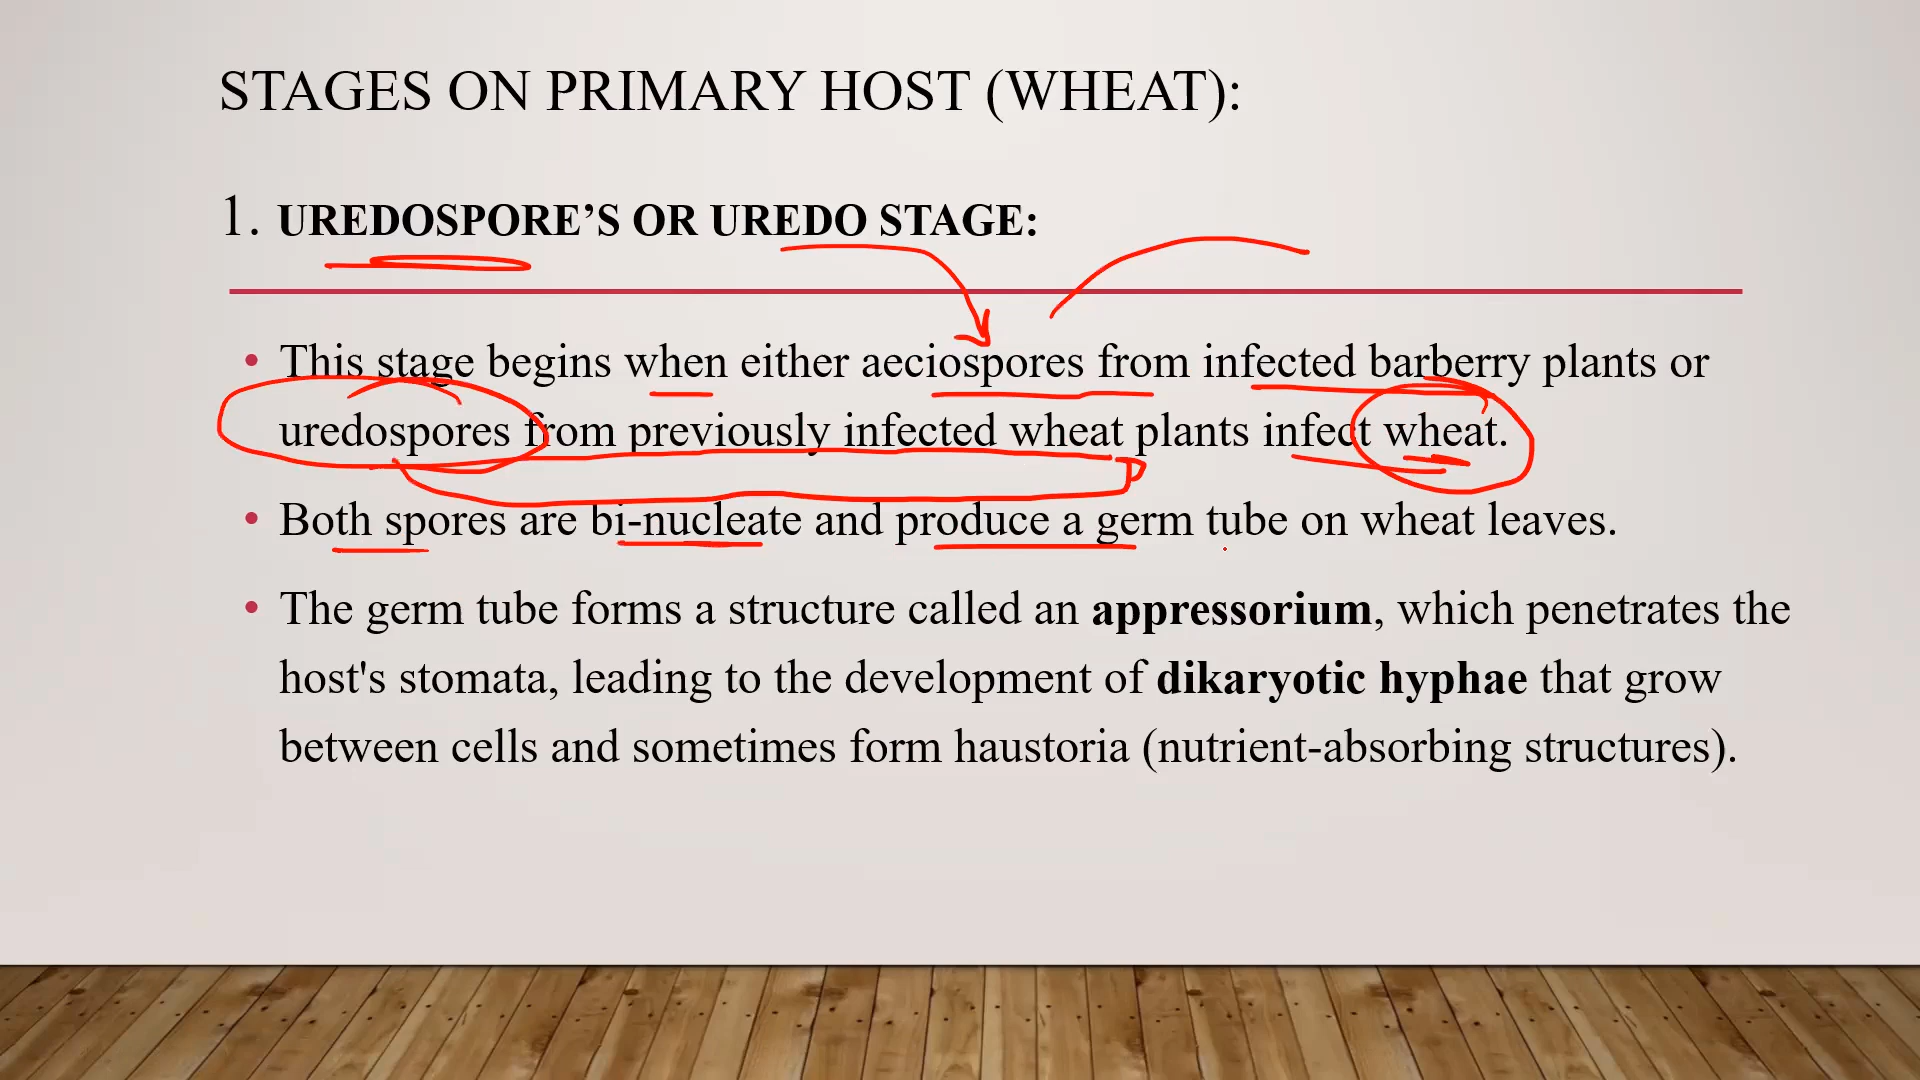 STAGES ON PRIMARY HOST (WHEAT):
1. UREDOSPORE’S OR UREDO STAGE:
• This stage begins when either aeciospores from infected barberry plants or
uredospores from previously infected wheat plants infect wheat.
• Both spores are bi-nucleate and produce a germ tube on wheat leaves.
• The germ tube forms a structure called an appressorium, which penetrates the
host's stomata, leading to the development of dikaryotic hyphae that grow
between cells and sometimes form haustoria (nutrient-absorbing structures).